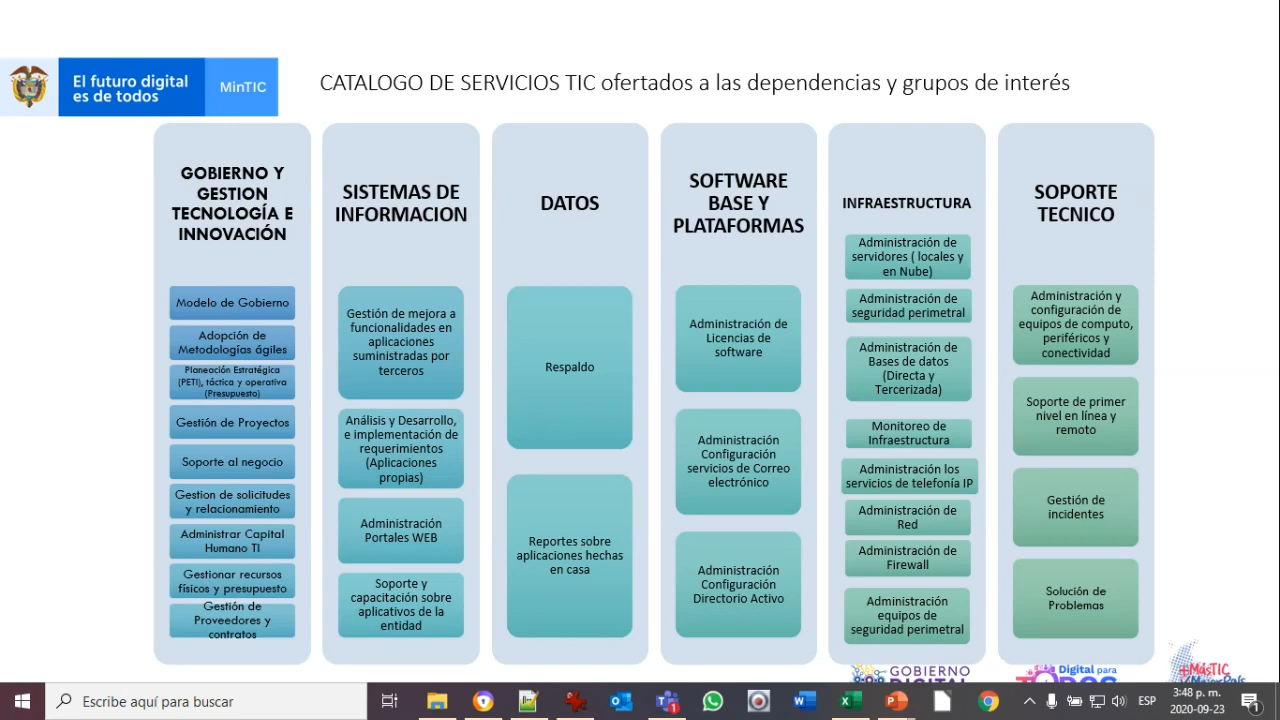 El futuro digital
es de todos
MinTIC
CATALOGO DE SERVICIOS TIC ofertados a las dependencias y grupos de interés
GOBIERNO Y
GESTION
TECNOLOGÍA E
INNOVACIÓN
Modelo de Gobierno
Adopción de
Metodologías ágiles
Planeación Estratégica
(PETI), táctica y operativa
(Presupuesto)
Gestión de Proyectos
Soporte al negocio
Gestion de solicitudes
y relacionamiento
Administrar Capital
Humano TI
Gestionar recursos
físicos y presupuesto
Gestión de
Proveedores y
contratos
SISTEMAS DE
INFORMACION
Gestión de mejora a
funcionalidades en
aplicaciones
suministradas por
terceros
Análisis y Desarrollo,
e implementación de
requerimientos
(Aplicaciones
propias)
Administración
Portales WEB
Soporte y
capacitación sobre
aplicativos de la
entidad
DATOS
Respaldo
Reportes sobre
aplicaciones hechas
en casa
SOFTWARE
BASE Y
PLATAFORMAS
Administración de
Licencias de
software
Administración
Configuración
servicios de Correo
electrónico
Administración
Configuración
Directorio Activo
INFRAESTRUCTURA
Administración de
servidores ( locales y
en Nube)
Administración de
seguridad perimetral
Administración de
Bases de datos
(Directa y
Tercerizada)
Monitoreo de
Infraestructura
Administración los
servicios de telefonía IP
Administración de
Red
Administración de
Firewall
Administración
equipos de
seguridad perimetral
SOPORTE
TECNICO
Administración y
configuración de
equipos de computo,
periféricos y
conectividad
Soporte de primer
nivel en línea y
remoto
Gestión de
incidentes
Solución de
Problemas
GOBIERNO
DIGITAL
Digital para
TODOS
+MásTIC
Escribe aquí para buscar
ESP
3:48 p. m.
2020-09-23